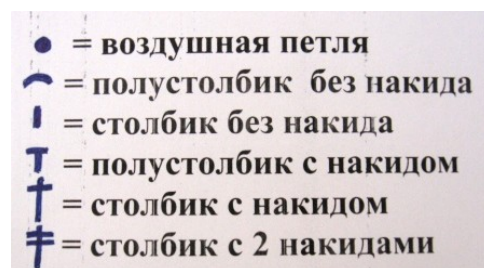 = воздушная петля
= полустолбик без накида
= столбик без накида
= полустолбик с накидом
= столбик с накидом
= столбик с 2 накидами